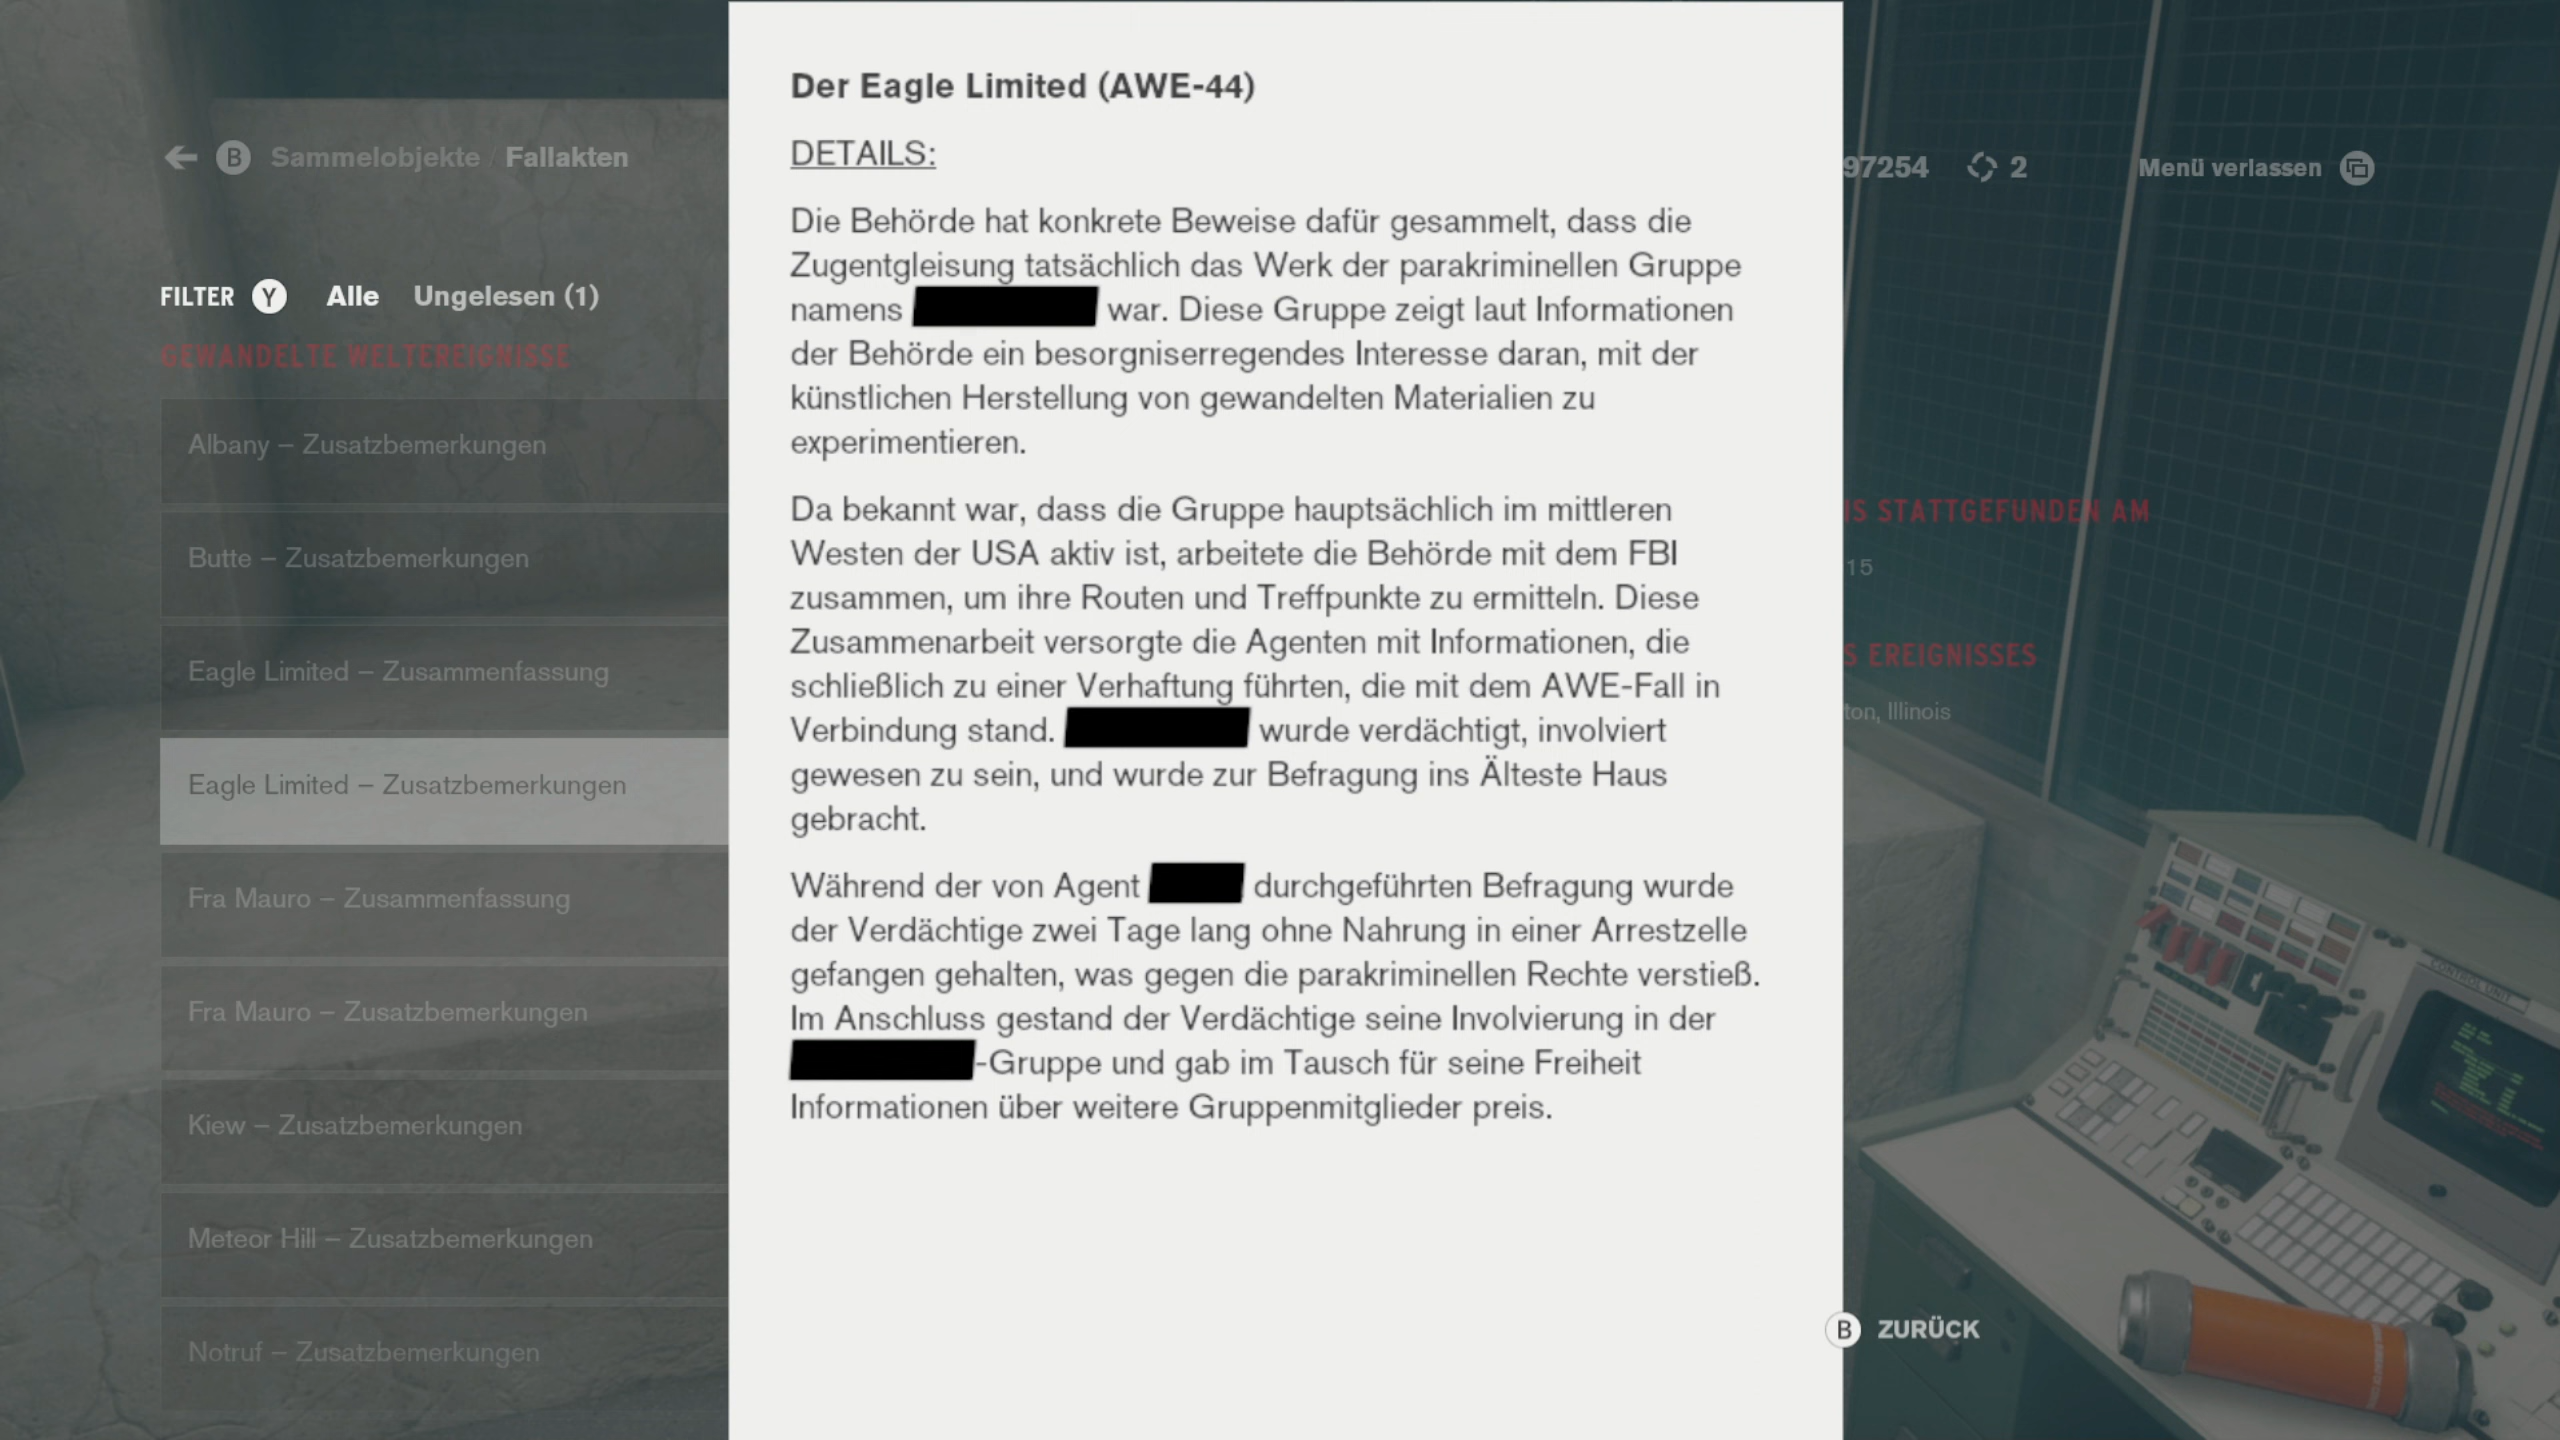 Der Eagle Limited (AWE-44)
DETAILS:
Die Behörde hat konkrete Beweise dafür gesammelt, dass die
Zugentgleisung tatsächlich das Werk der parakriminellen Gruppe
namens war. Diese Gruppe zeigt laut Informationen
der Behörde ein besorgniserregendes Interesse daran, mit der
künstlichen Herstellung von gewandelten Materialien zu
experimentieren.
Da bekannt war, dass die Gruppe hauptsächlich im mittleren
Westen der USA aktiv ist, arbeitete die Behörde mit dem FBI
zusammen, um ihre Routen und Treffpunkte zu ermitteln. Diese
Zusammenarbeit versorgte die Agenten mit Informationen, die
schließlich zu einer Verhaftung führten, die mit dem AWE-Fall in
Verbindung stand. wurde verdächtigt, involviert
gewesen zu sein, und wurde zur Befragung ins Älteste Haus
gebracht.
Während der von Agent durchgeführten Befragung wurde
der Verdächtige zwei Tage lang ohne Nahrung in einer Arrestzelle
gefangen gehalten, was gegen die parakriminellen Rechte verstieß.
Im Anschluss gestand der Verdächtige seine Involvierung in der
-Gruppe und gab im Tausch für seine Freiheit
Informationen über weitere Gruppenmitglieder preis.
B Sammelobjekte / Fallakten
FILTER Y Alle Ungelesen (1)
GEWANDELTE WELTEREIGNISSE
Albany – Zusatzbemerkungen
Butte – Zusatzbemerkungen
Eagle Limited – Zusammenfassung
Eagle Limited – Zusatzbemerkungen
Fra Mauro – Zusammenfassung
Fra Mauro – Zusatzbemerkungen
Kiew – Zusatzbemerkungen
Meteor Hill – Zusatzbemerkungen
Notruf – Zusatzbemerkungen
97254 2 Menü verlassen
IS STATTGEFUNDEN AM
15
S EREIGNISSES
ton, Illinois
CONTROL UNIT
B ZURÜCK